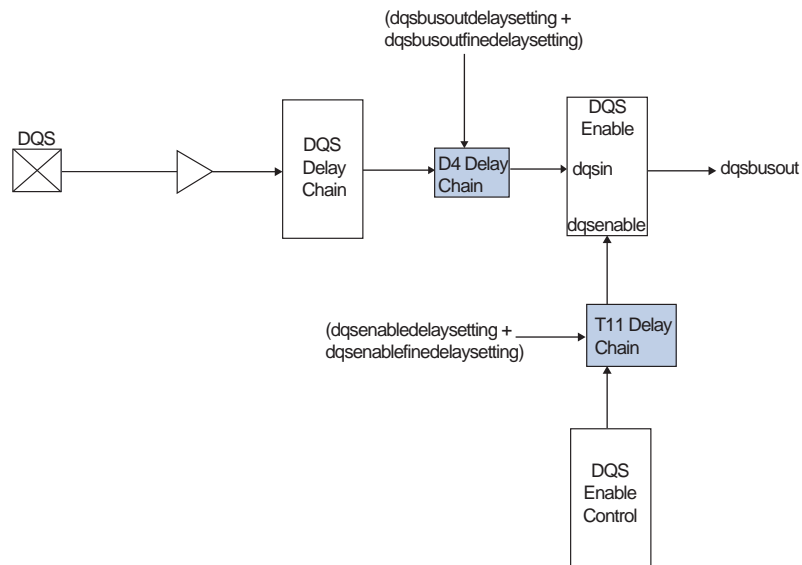 (dqsbusoutdelaysetting +
dqsbusoutfinedelaysetting)
DQS
DQS
Delay
Chain
D4 Delay
Chain
DQS
Enable
dqsin
dqsenable
dqsbusout
(dqsenabledelaysetting +
dqsenablefinedelaysetting)
T11 Delay
Chain
DQS
Enable
Control